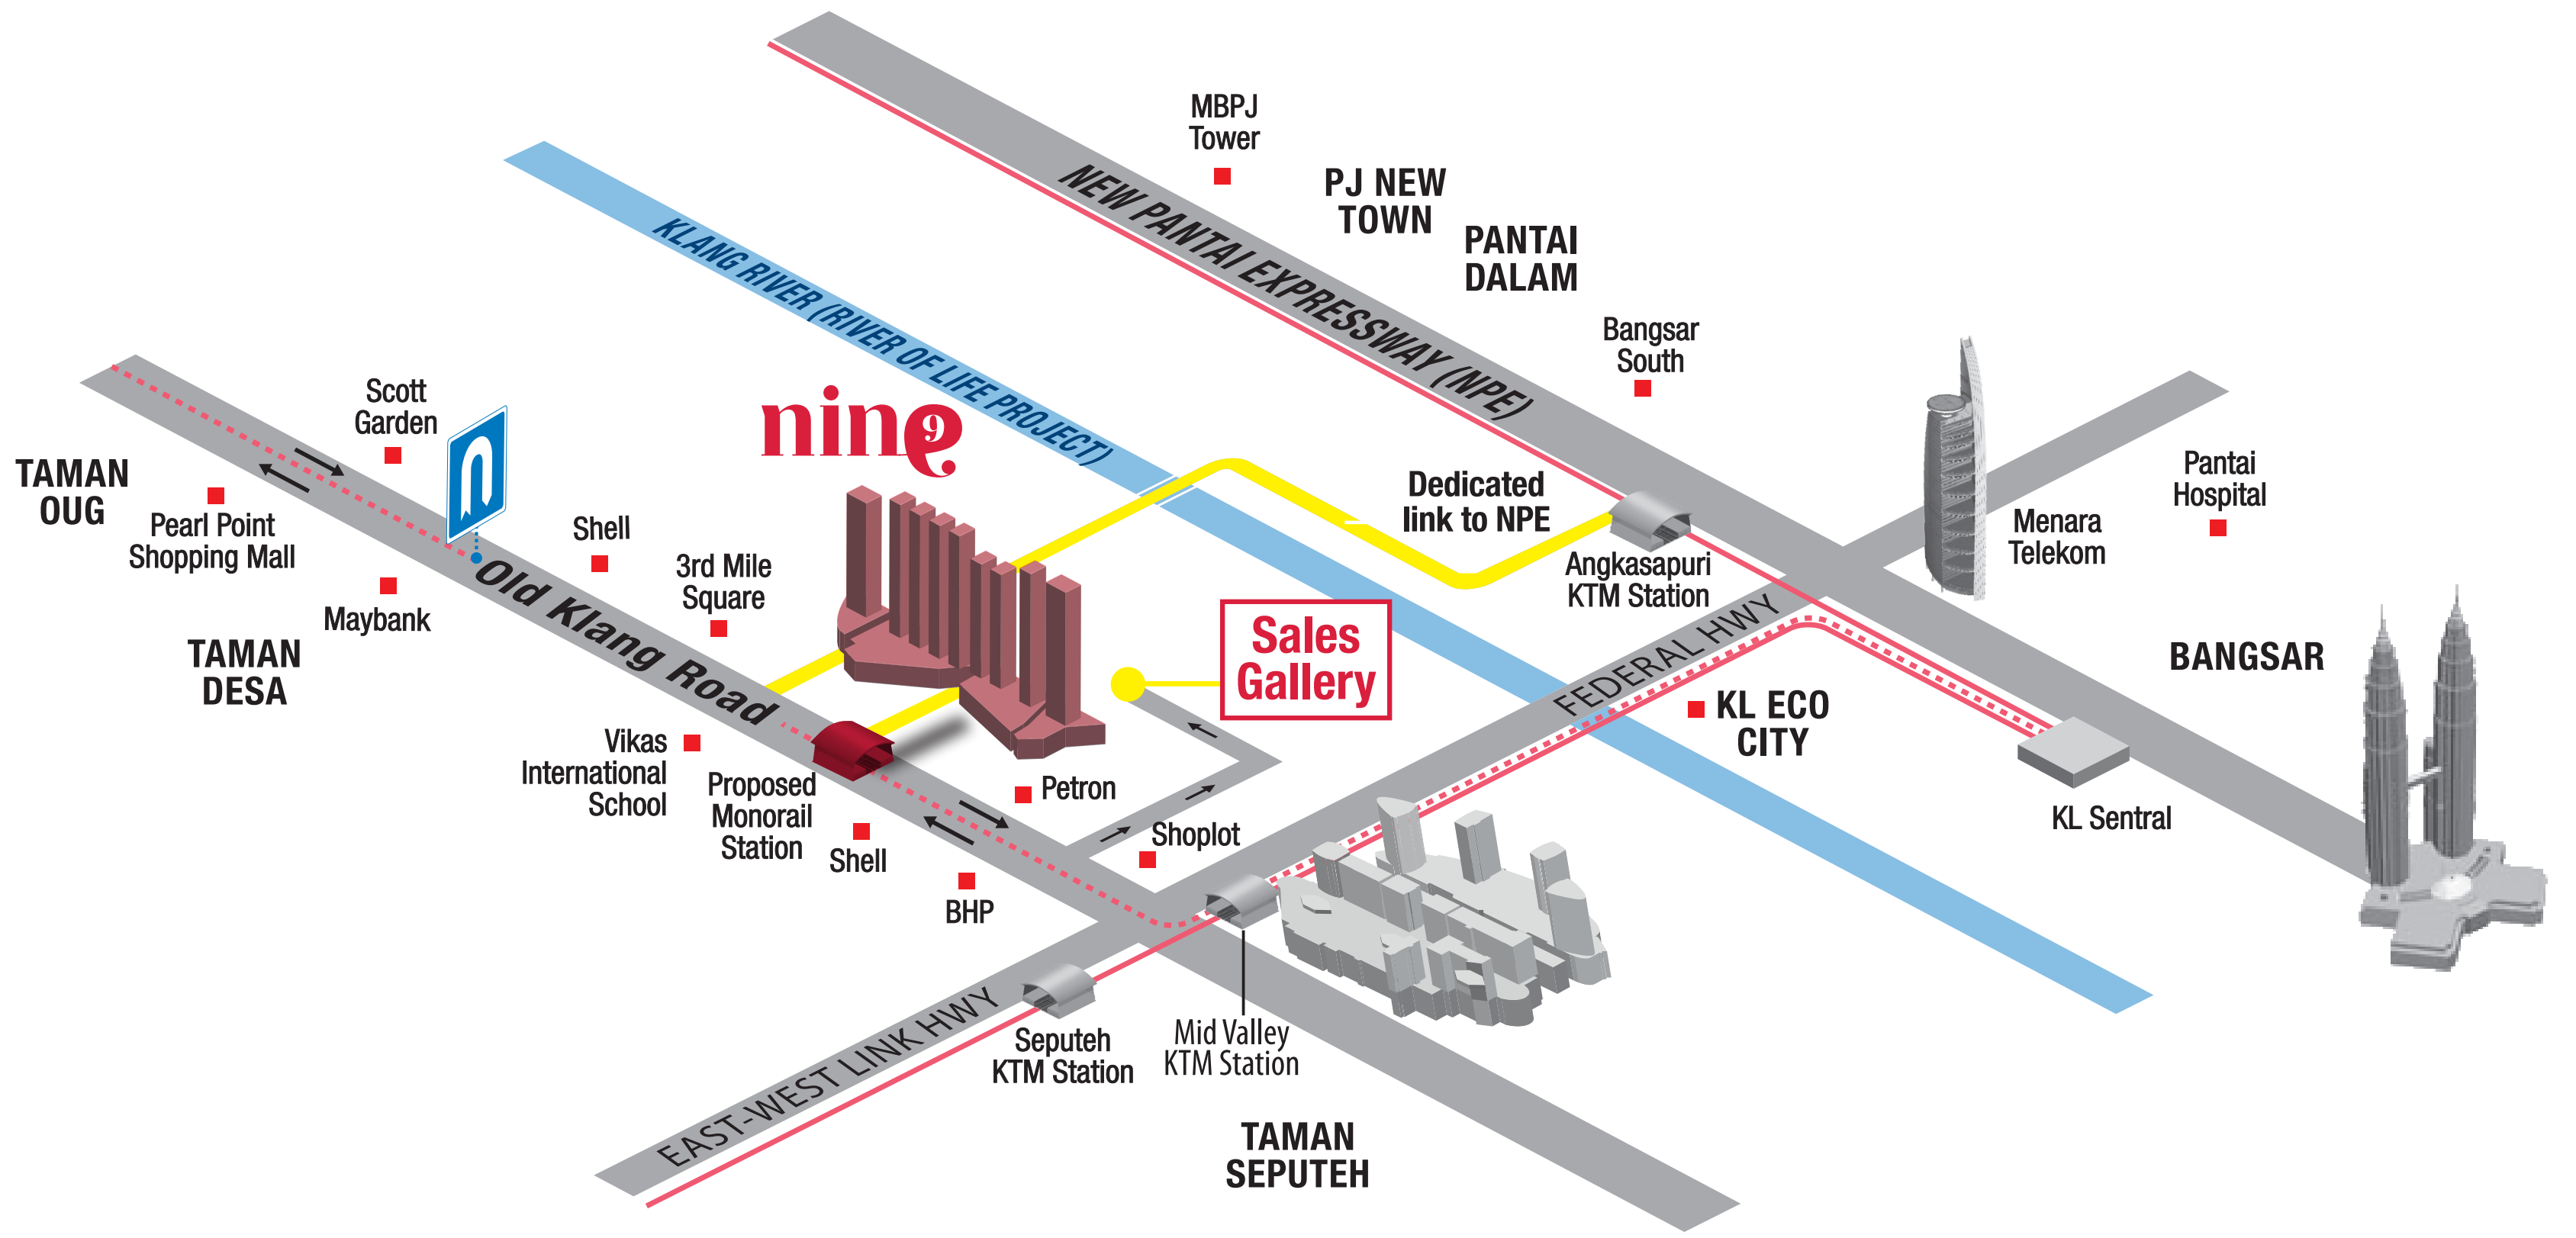 MBPJ
Tower
PJ NEW
TOWN
PANTAI
DALAM
NEW PANTAI EXPRESSWAY (NPE)
KLANG RIVER (RIVER OF LIFE PROJECT)
Bangsar
South
Scott
Garden
nine
9
TAMAN
OUG
Pearl Point
Shopping Mall
Maybank
Shell
3rd Mile
Square
Old Klang Road
TAMAN
DESA
Dedicated
link to NPE
Angkasapuri
KTM Station
Menara
Telekom
Pantai
Hospital
BANGSAR
Sales
Gallery
FEDERAL HWY
KL ECO
CITY
KL Sentral
Vikas
International
School
Proposed
Monorail
Station
Shell
Petron
Shoplot
BHP
EAST-WEST LINK HWY
Seputeh
KTM Station
Mid Valley
KTM Station
TAMAN
SEPUTEH